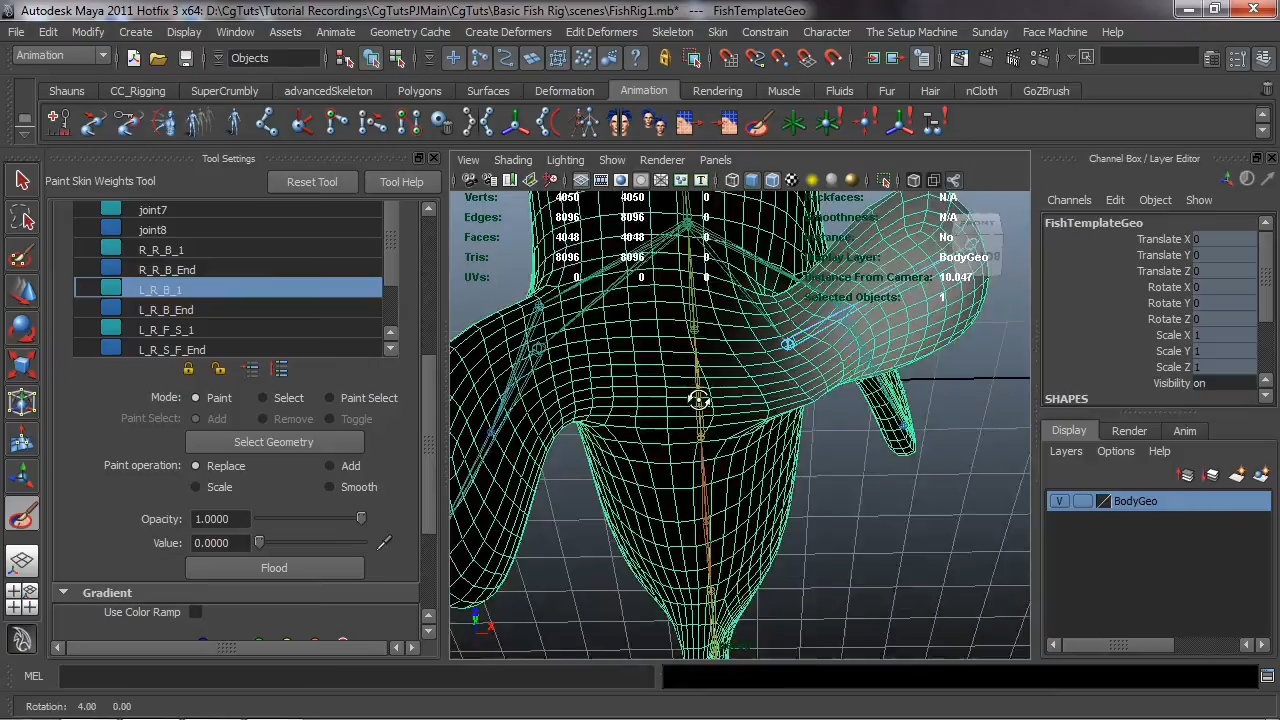 Autodesk Maya 2011 Hotfix 3 x64: D:\CgTuts\Tutorial Recordings\CgTutsPJMain\CgTuts\Basic Fish Rig\scenes\FishRig1.mb* --- FishTemplateGeo
File Edit Modify Create Display Window Assets Animate Geometry Cache Create Deformers Edit Deformers Skeleton Skin Constrain Character The Setup Machine Sunday Face Machine Help
Animation Objects
Shauns CC_Rigging SuperCrumbly advancedSkeleton Polygons Surfaces Deformation Animation Rendering Muscle Fluids Fur Hair nCloth GoZBrush
Tool Settings
Paint Skin Weights Tool Reset Tool Tool Help
joint7
joint8
R_R_B_1
R_R_B_End
L_R_B_1
L_R_B_End
L_R_F_S_1
L_R_S_F_End
Mode: Paint Select Paint Select
Paint Select: Add Remove Toggle
Select Geometry
Paint operation: Replace Add
Scale Smooth
Opacity: 1.0000
Value: 0.0000
Flood
Gradient
Use Color Ramp
View Shading Lighting Show Renderer Panels
Verts: 4050 4050 0 N/A
Edges: 8096 8096 0 N/A
Faces: 4048 4048 0 No
Tris: 8096 8096 0 BodyGeo
UVs: 0 0 0 Distance From Camera: 10.047
Selected Objects: 1
FRONT
Channel Box / Layer Editor
Channels Edit Object Show
FishTemplateGeo
Translate X 0
Translate Y 0
Translate Z 0
Rotate X 0
Rotate Y 0
Rotate Z 0
Scale X 1
Scale Y 1
Scale Z 1
Visibility on
SHAPES
Display Render Anim
Layers Options Help
V BodyGeo
MEL
Rotation: 4.00 0.00